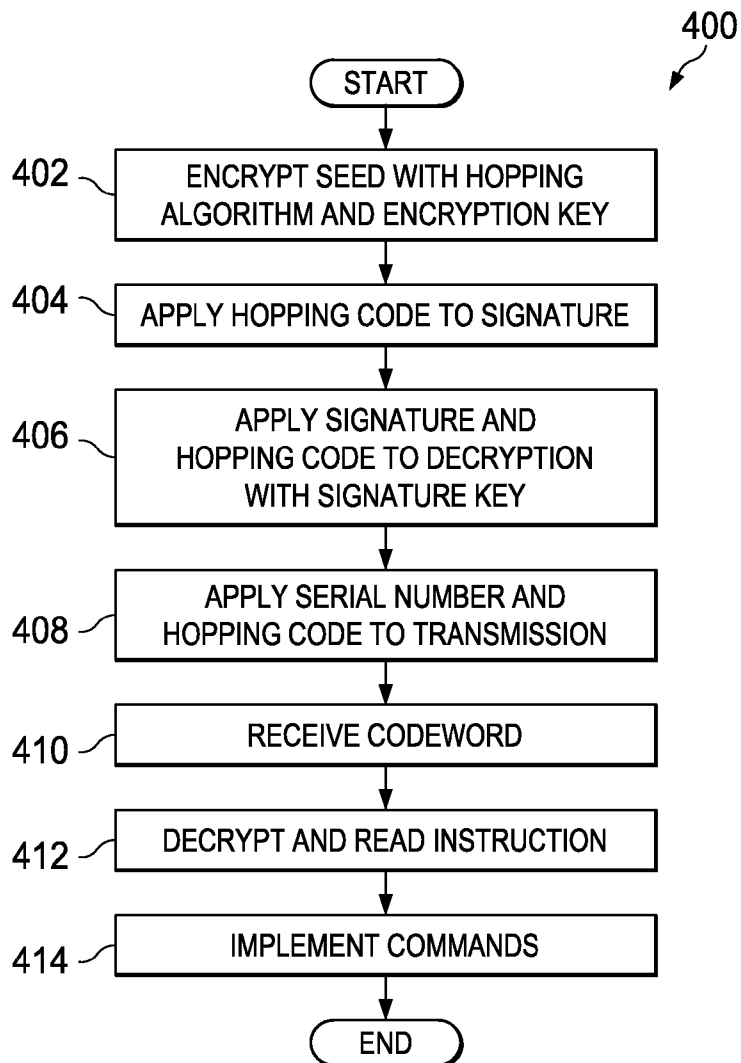 400
START
402
ENCRYPT SEED WITH HOPPING
ALGORITHM AND ENCRYPTION KEY
404
APPLY HOPPING CODE TO SIGNATURE
406
APPLY SIGNATURE AND
HOPPING CODE TO DECRYPTION
WITH SIGNATURE KEY
408
APPLY SERIAL NUMBER AND
HOPPING CODE TO TRANSMISSION
410
RECEIVE CODEWORD
412
DECRYPT AND READ INSTRUCTION
414
IMPLEMENT COMMANDS
END